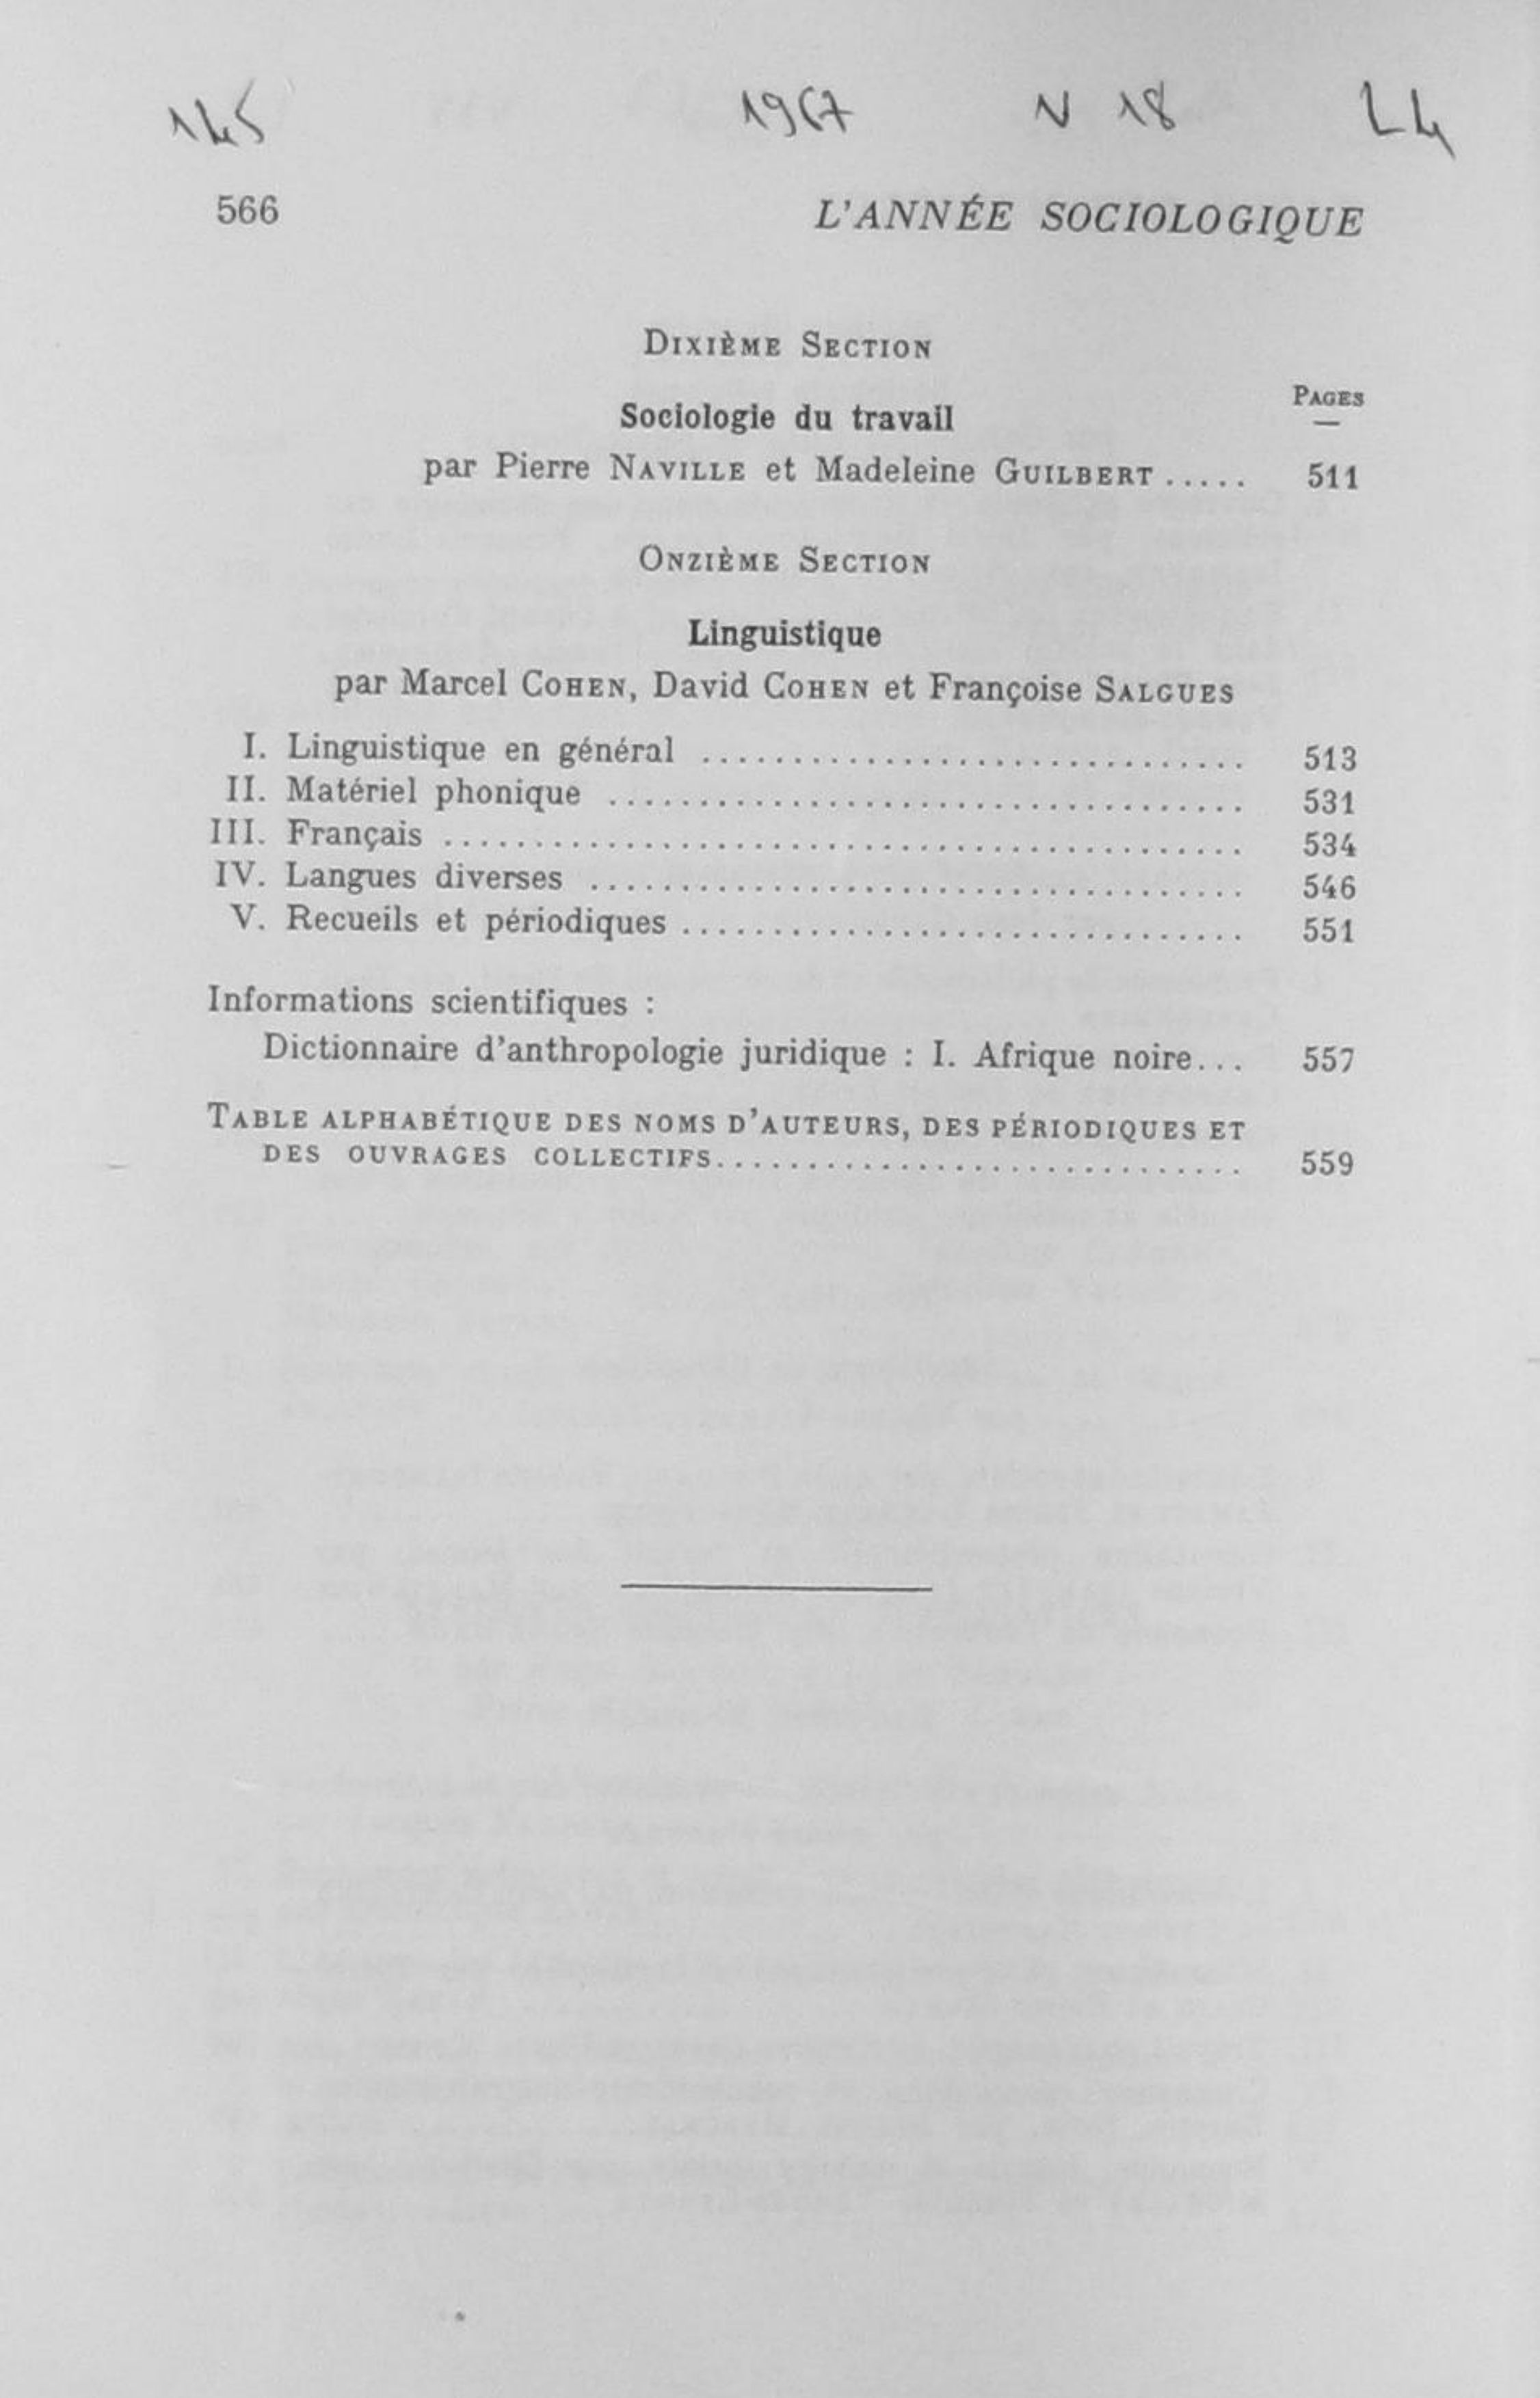 145 1967 N 18 L4
566 L'ANNÉE SOCIOLOGIQUE
DIXIÈME SECTION
PAGES
Sociologie du travail
par Pierre NAVILLE et Madeleine GUILBERT ..... 511
ONZIÈME SECTION
Linguistique
par Marcel COHEN, David COHEN et Françoise SALGUES
I. Linguistique en général .............................. 513
II. Matériel phonique ................................... 531
III. Français ............................................ 534
IV. Langues diverses .................................... 546
V. Recueils et périodiques ............................... 551
Informations scientifiques :
Dictionnaire d'anthropologie juridique : I. Afrique noire... 557
TABLE ALPHABÉTIQUE DES NOMS D'AUTEURS, DES PÉRIODIQUES ET
DES OUVRAGES COLLECTIFS............................. 559